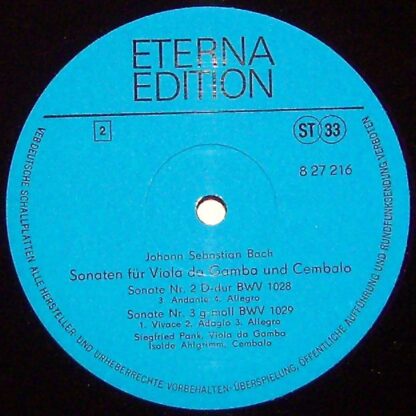 ETERNA
EDITION
2
ST 33
8 27 216
Johann Sebastian Bach
Sonaten für Viola da Gamba und Cembalo
Sonate Nr. 2 D-dur BWV 1028
3. Andante 4. Allegro
Sonate Nr. 3 g-moll BWV 1029
1. Vivace 2. Adagio 3. Allegro
Siegfried Pank, Viola da Gamba
Isolde Ahlgrimm, Cembalo
VEB DEUTSCHE SCHALLPLATTEN · ALLE HERSTELLER- UND URHEBERRECHTE VORBEHALTEN · ÜBERSPIELUNG, ÖFFENTLICHE AUFFÜHRUNG UND RUNDFUNKSENDUNG VERBOTEN